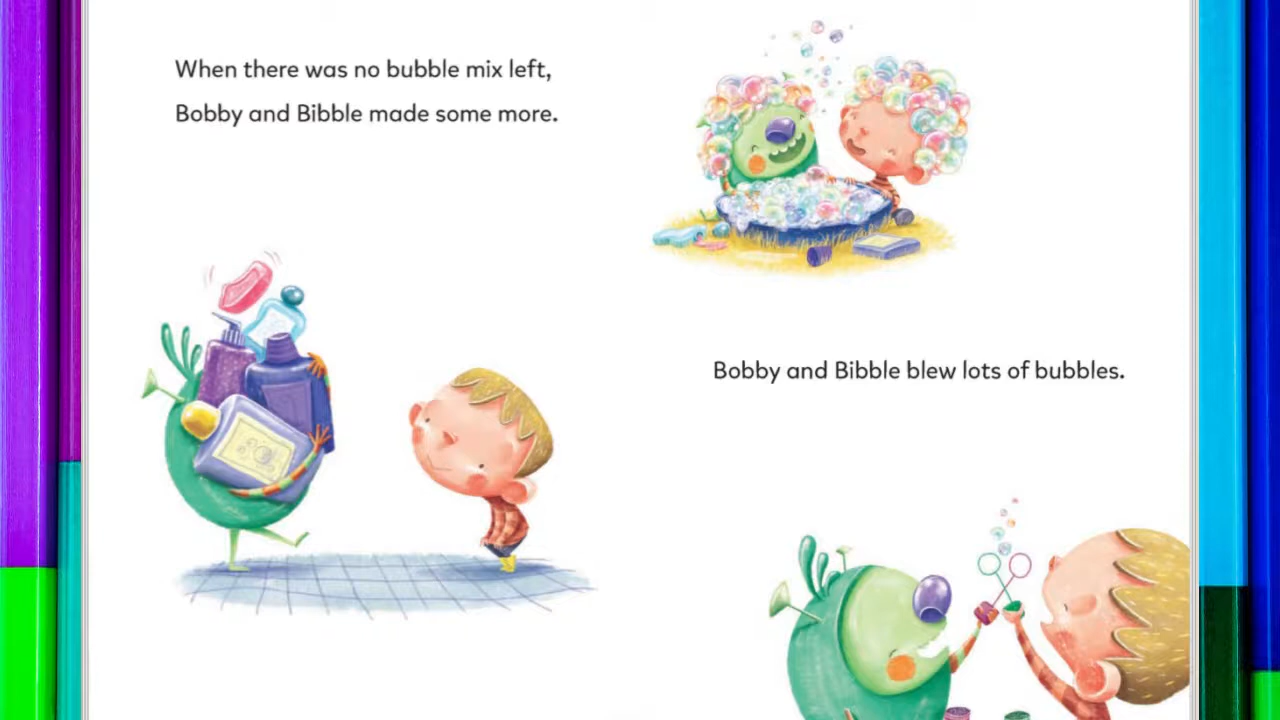 When there was no bubble mix left,
Bobby and Bibble made some more.
Bobby and Bibble blew lots of bubbles.